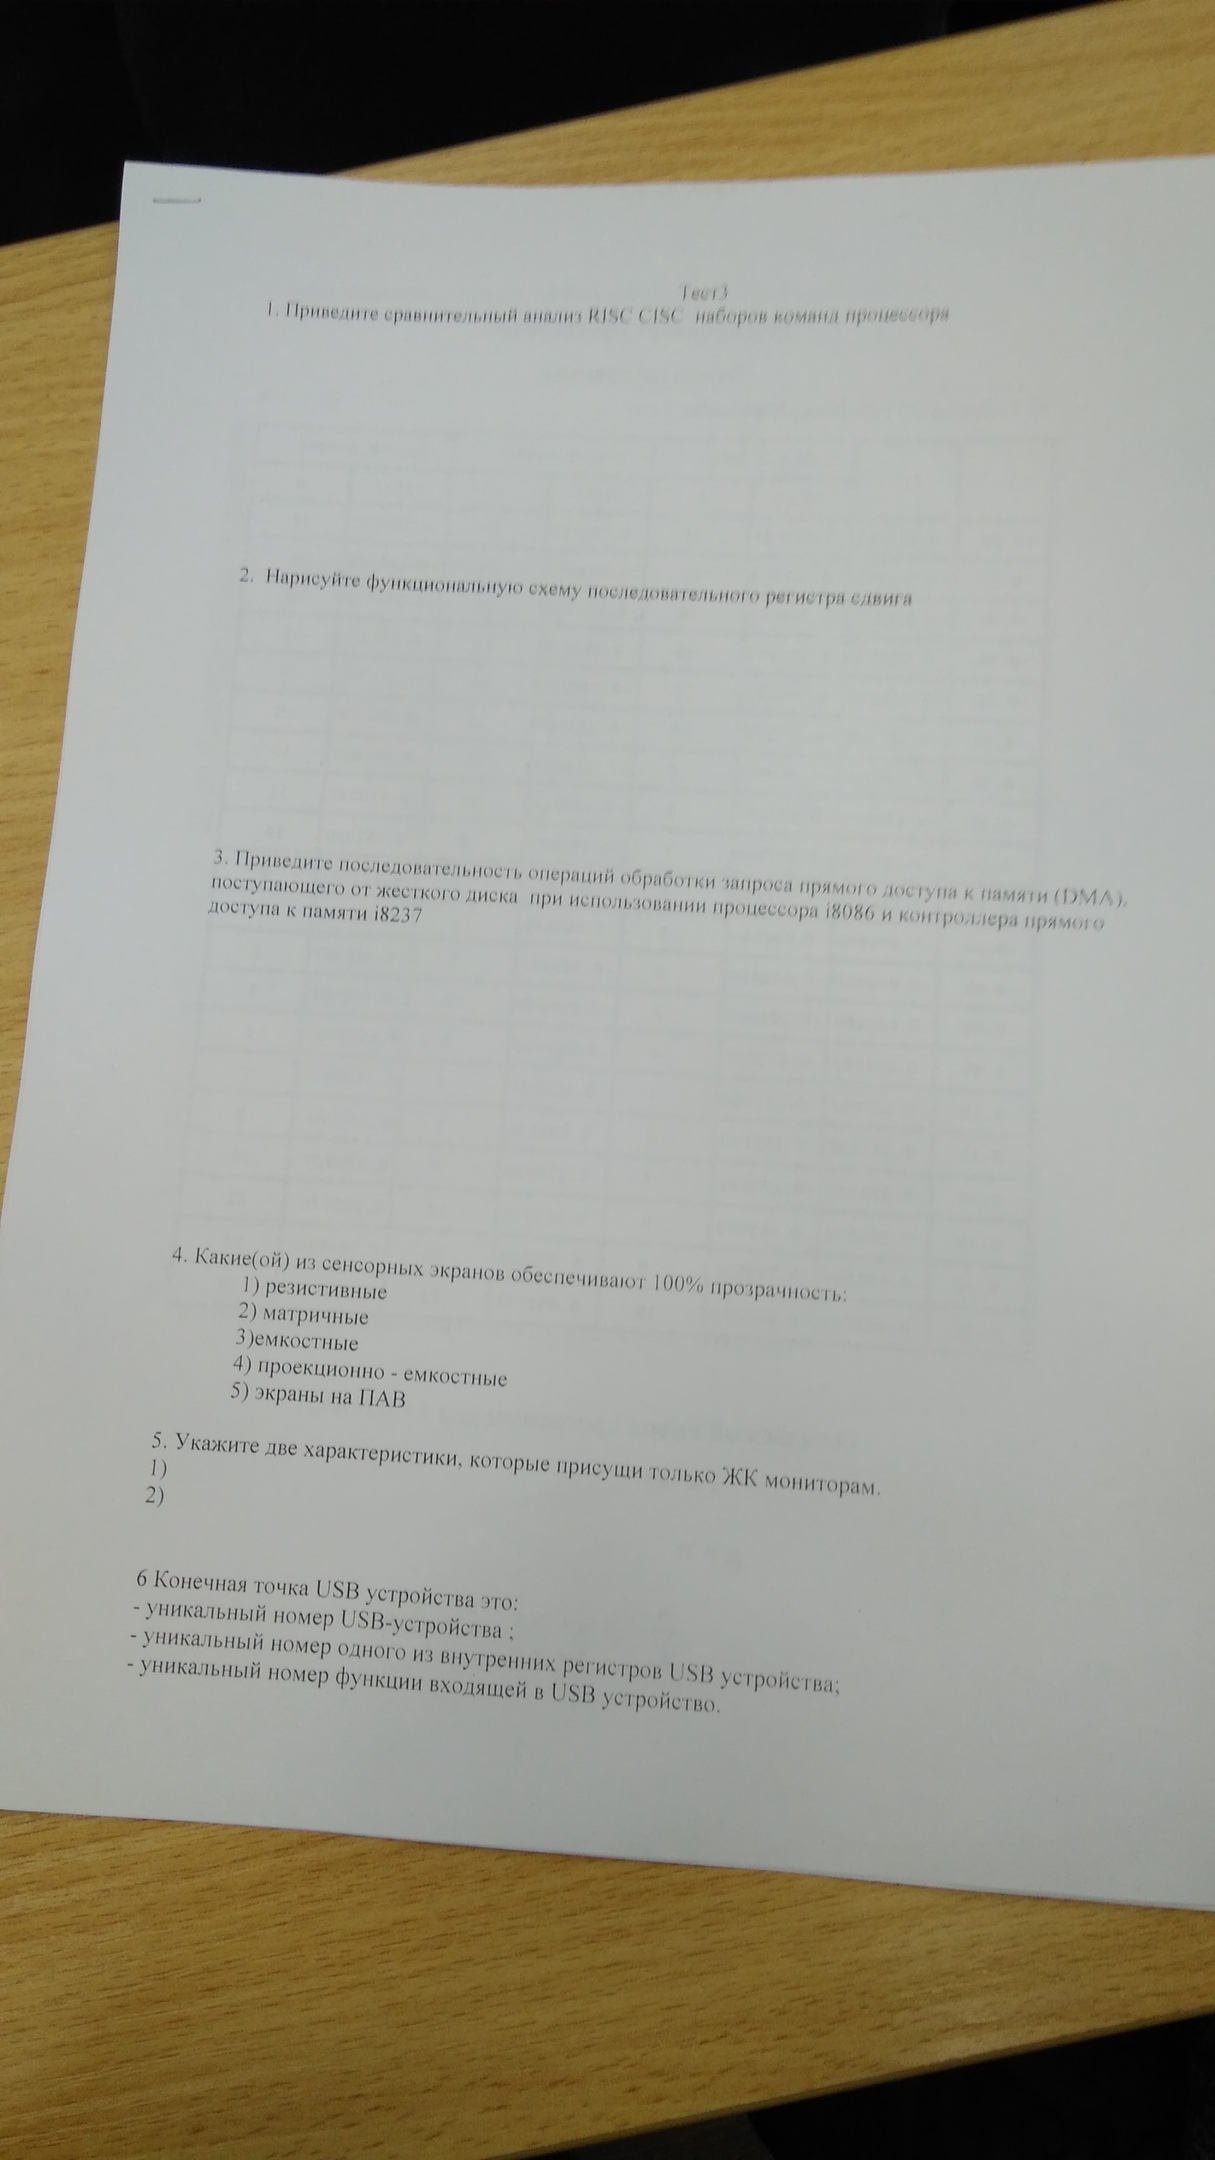 Тест3
1. Приведите сравнительный анализ RISC CISC наборов команд процессора
2. Нарисуйте функциональную схему последовательного регистра сдвига
3. Приведите последовательность операций обработки запроса прямого доступа к памяти (DMA),
поступающего от жесткого диска при использовании процессора i8086 и контроллера прямого
доступа к памяти i8237
4. Какие(ой) из сенсорных экранов обеспечивают 100% прозрачность:
1) резистивные
2) матричные
3)емкостные
4) проекционно - емкостные
5) экраны на ПАВ
5. Укажите две характеристики, которые присущи только ЖК мониторам.
1)
2)
6 Конечная точка USB устройства это:
- уникальный номер USB-устройства ;
- уникальный номер одного из внутренних регистров USB устройства;
- уникальный номер функции входящей в USB устройство.